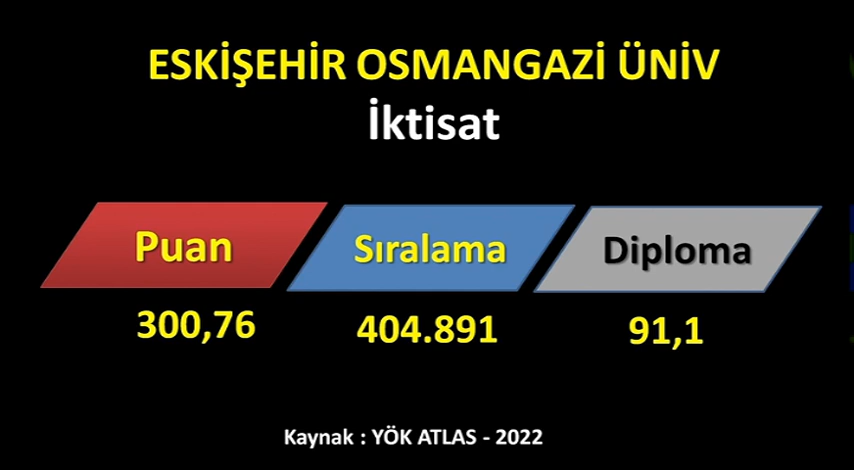 ESKİŞEHİR OSMANGAZİ ÜNİV
İktisat
Puan Sıralama Diploma
300,76 404.891 91,1
Kaynak : YÖK ATLAS - 2022